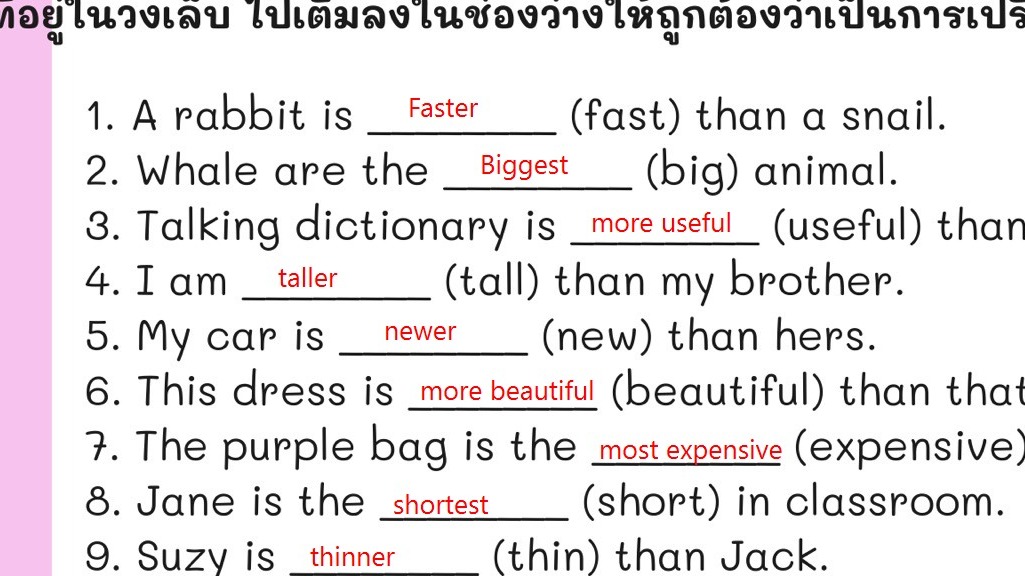 ที่อยู่ในวงเล็บ ไปเติมลงในช่องว่างให้ถูกต้องว่าเป็นการเปรี
1. A rabbit is Faster (fast) than a snail.
2. Whale are the Biggest (big) animal.
3. Talking dictionary is more useful (useful) than
4. I am taller (tall) than my brother.
5. My car is newer (new) than hers.
6. This dress is more beautiful (beautiful) than that
7. The purple bag is the most expensive (expensive)
8. Jane is the shortest (short) in classroom.
9. Suzy is thinner (thin) than Jack.